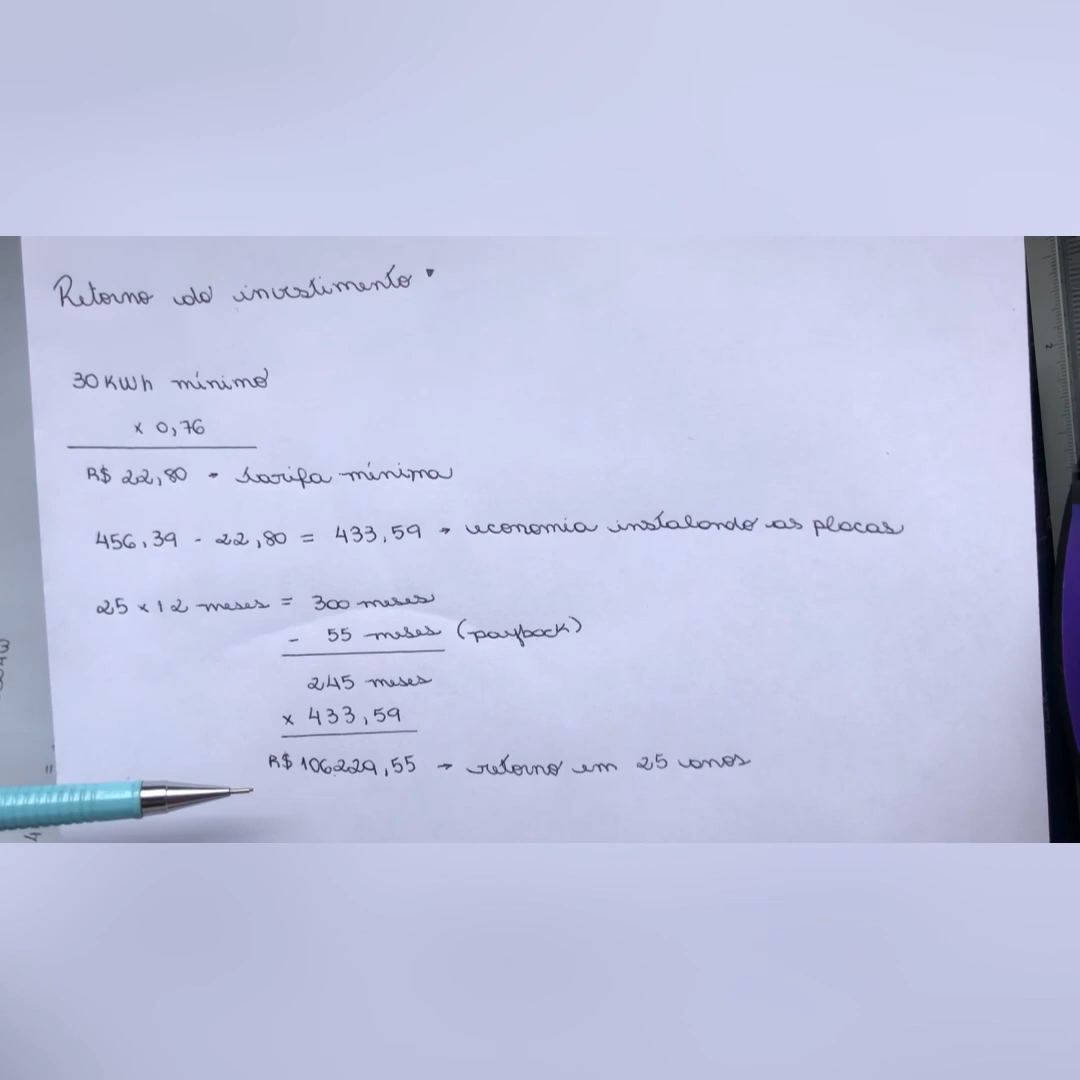 Retorno do investimento
30 KWh mínimo
x 0,76
R$ 22,80 → tarifa mínima
456,39 - 22,80 = 433,59 → economia instalando as placas
25 x 12 meses = 300 meses
- 55 meses (payback)
245 meses
x 433,59
R$ 106229,55 → retorno em 25 anos